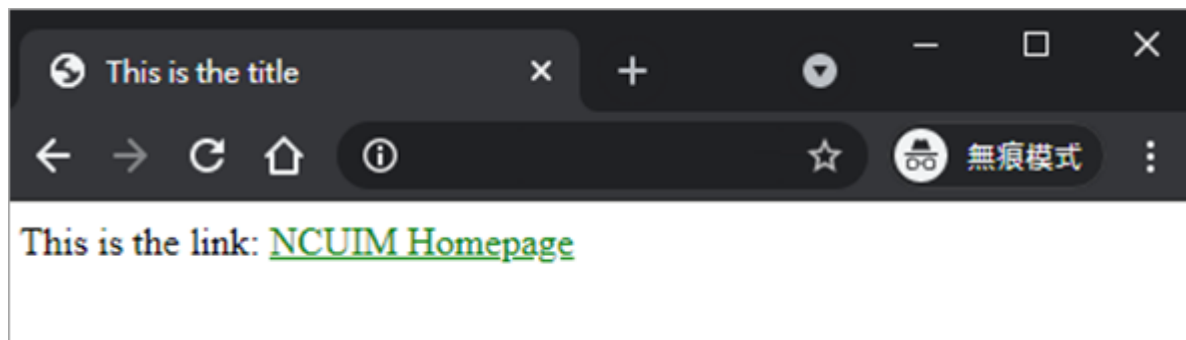 This is the title
無痕模式
This is the link: NCUIM Homepage